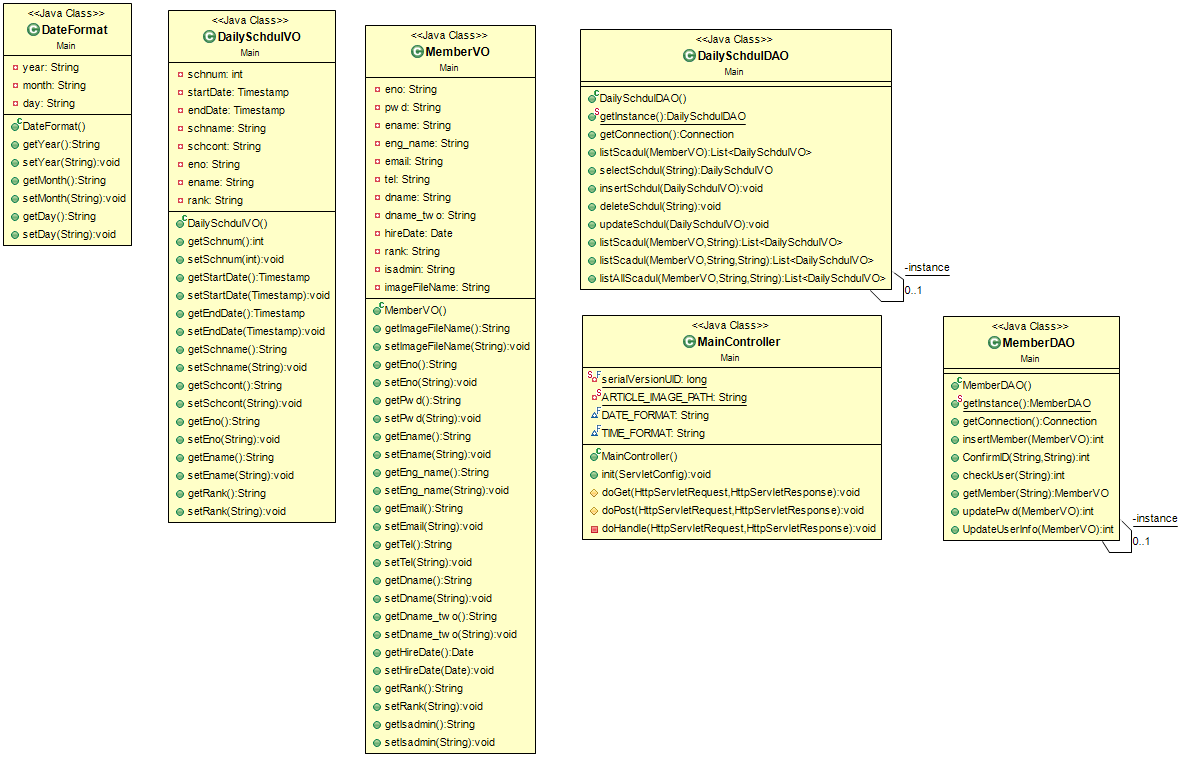 <<Java Class>>
DateFormat
Main
year: String
month: String
day: String
DateFormat()
getYear():String
setYear(String):void
getMonth():String
setMonth(String):void
getDay():String
setDay(String):void
<<Java Class>>
DailySchdulVO
Main
schnum: int
startDate: Timestamp
endDate: Timestamp
schname: String
schcont: String
eno: String
ename: String
rank: String
DailySchdulVO()
getSchnum():int
setSchnum(int):void
getStartDate():Timestamp
setStartDate(Timestamp):void
getEndDate():Timestamp
setEndDate(Timestamp):void
getSchname():String
setSchname(String):void
getSchcont():String
setSchcont(String):void
getEno():String
setEno(String):void
getEname():String
setEname(String):void
getRank():String
setRank(String):void
<<Java Class>>
MemberVO
Main
eno: String
pwd: String
ename: String
eng_name: String
email: String
tel: String
dname: String
dname_two: String
hireDate: Date
rank: String
isadmin: String
imageFileName: String
MemberVO()
getImageFileName():String
setImageFileName(String):void
getEno():String
setEno(String):void
getPwd():String
setPwd(String):void
getEname():String
setEname(String):void
getEng_name():String
setEng_name(String):void
getEmail():String
setEmail(String):void
getTel():String
setTel(String):void
getDname():String
setDname(String):void
getDname_two():String
setDname_two(String):void
getHireDate():Date
setHireDate(Date):void
getRank():String
setRank(String):void
getIsadmin():String
setIsadmin(String):void
<<Java Class>>
DailySchdulDAO
Main
DailySchdulDAO()
getInstance():DailySchdulDAO
getConnection():Connection
listScadul(MemberVO):List<DailySchdulVO>
selectSchdul(String):DailySchdulVO
insertSchdul(DailySchdulVO):void
deleteSchdul(String):void
updateSchdul(DailySchdulVO):void
listScadul(MemberVO,String):List<DailySchdulVO>
listScadul(MemberVO,String,String):List<DailySchdulVO>
listAllScadul(MemberVO,String,String):List<DailySchdulVO>
-instance
0..1
<<Java Class>>
MainController
Main
serialVersionUID: long
ARTICLE_IMAGE_PATH: String
DATE_FORMAT: String
TIME_FORMAT: String
MainController()
init(ServletConfig):void
doGet(HttpServletRequest,HttpServletResponse):void
doPost(HttpServletRequest,HttpServletResponse):void
doHandle(HttpServletRequest,HttpServletResponse):void
<<Java Class>>
MemberDAO
Main
MemberDAO()
getInstance():MemberDAO
getConnection():Connection
insertMember(MemberVO):int
ConfirmID(String,String):int
checkUser(String):int
getMember(String):MemberVO
updatePwd(MemberVO):int
UpdateUserInfo(MemberVO):int
-instance
0..1